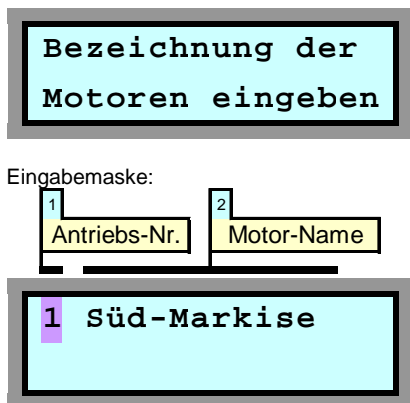 Bezeichnung der
Motoren eingeben
Eingabemaske:
1 2
Antriebs-Nr. Motor-Name
1 Süd-Markise